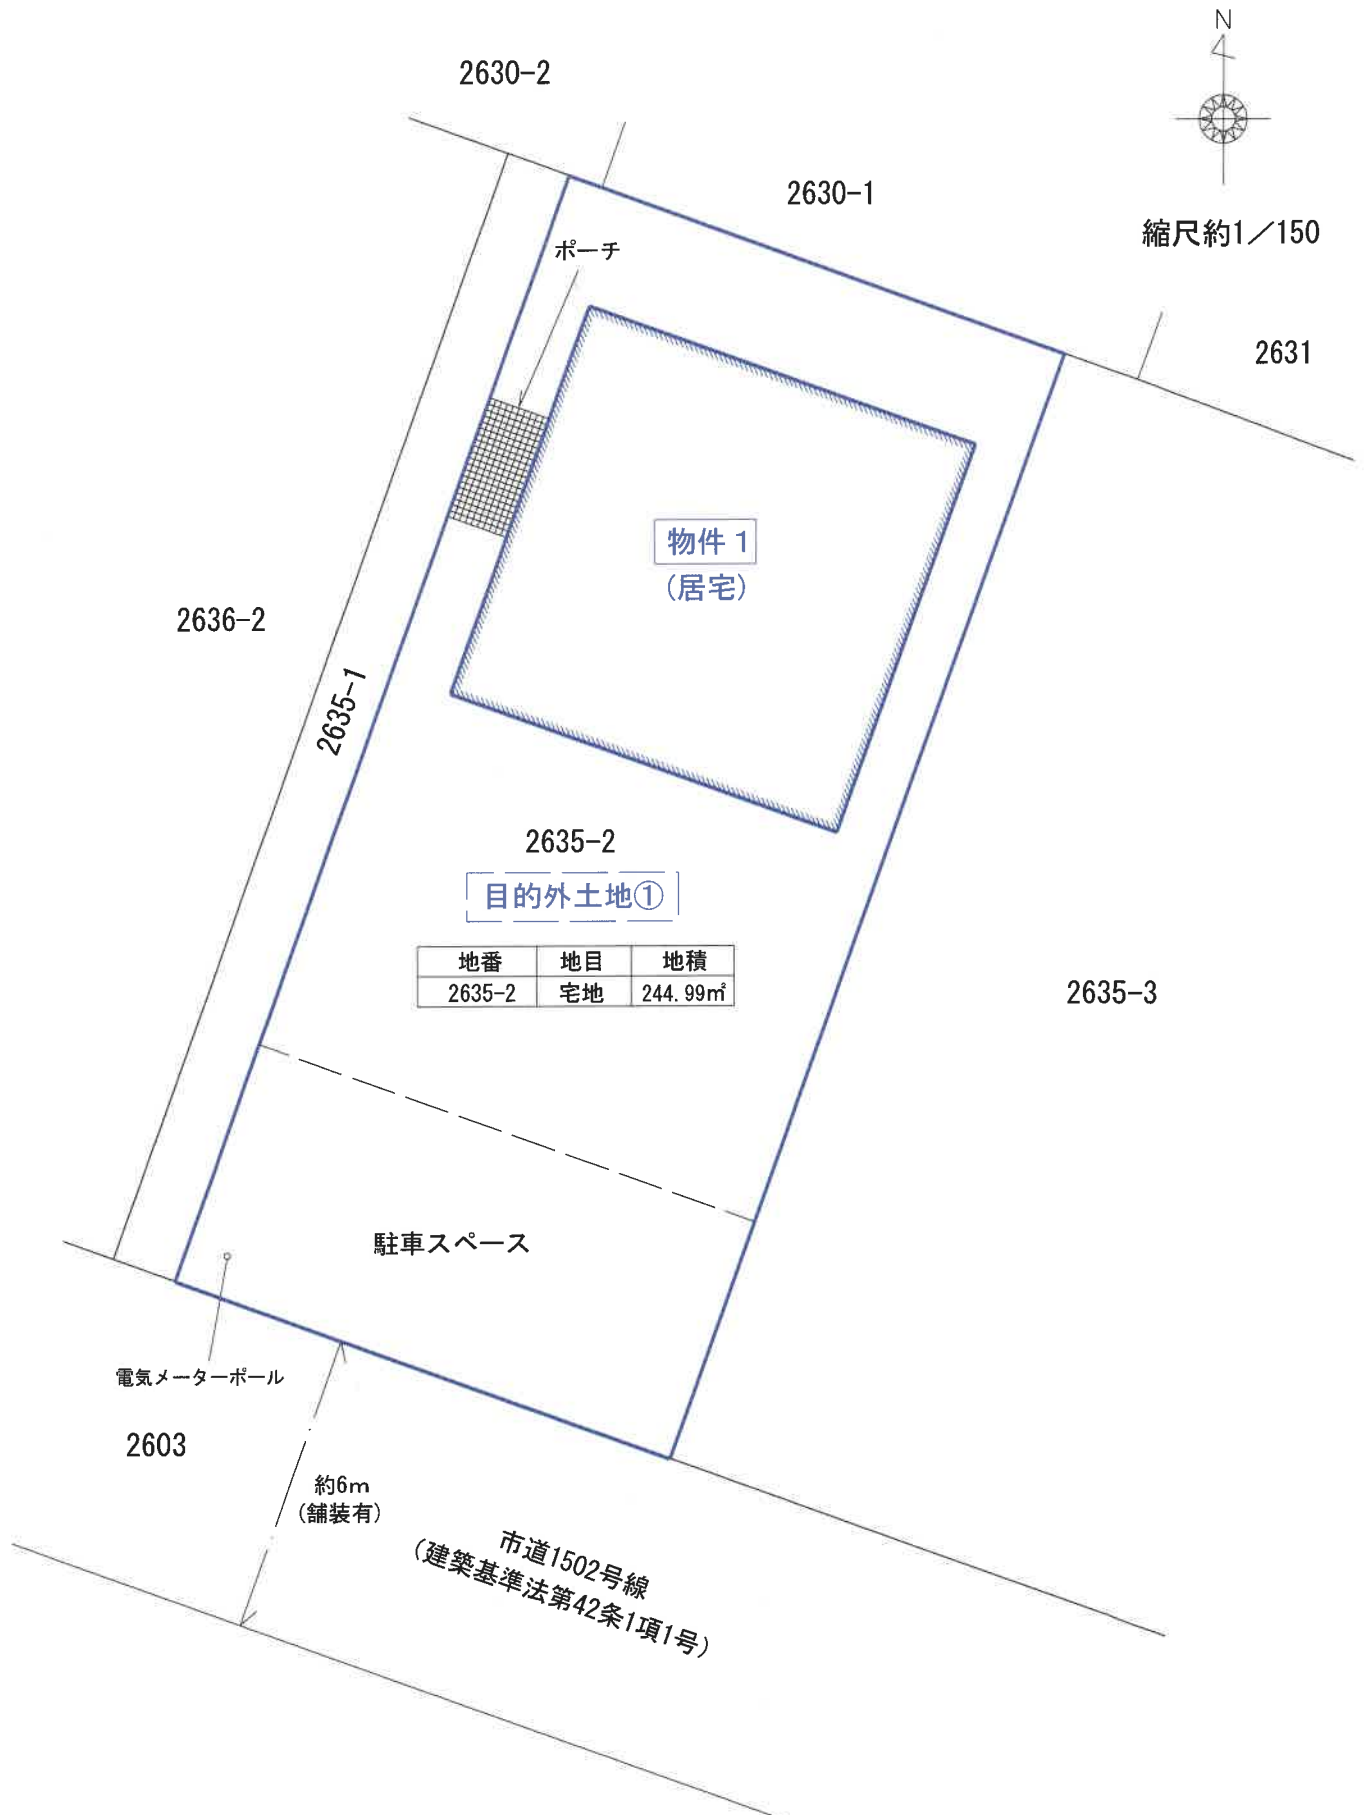 N
2630-2
2630-1
縮尺約1／150
ポーチ
2631
物件 1
(居宅)
2636-2
2635-1
2635-2
目的外土地①
地番 地目 地積
2635-2 宅地 244.99㎡
2635-3
駐車スペース
電気メーターポール
2603
約6m
(舗装有)
市道1502号線
(建築基準法第42条1項1号)